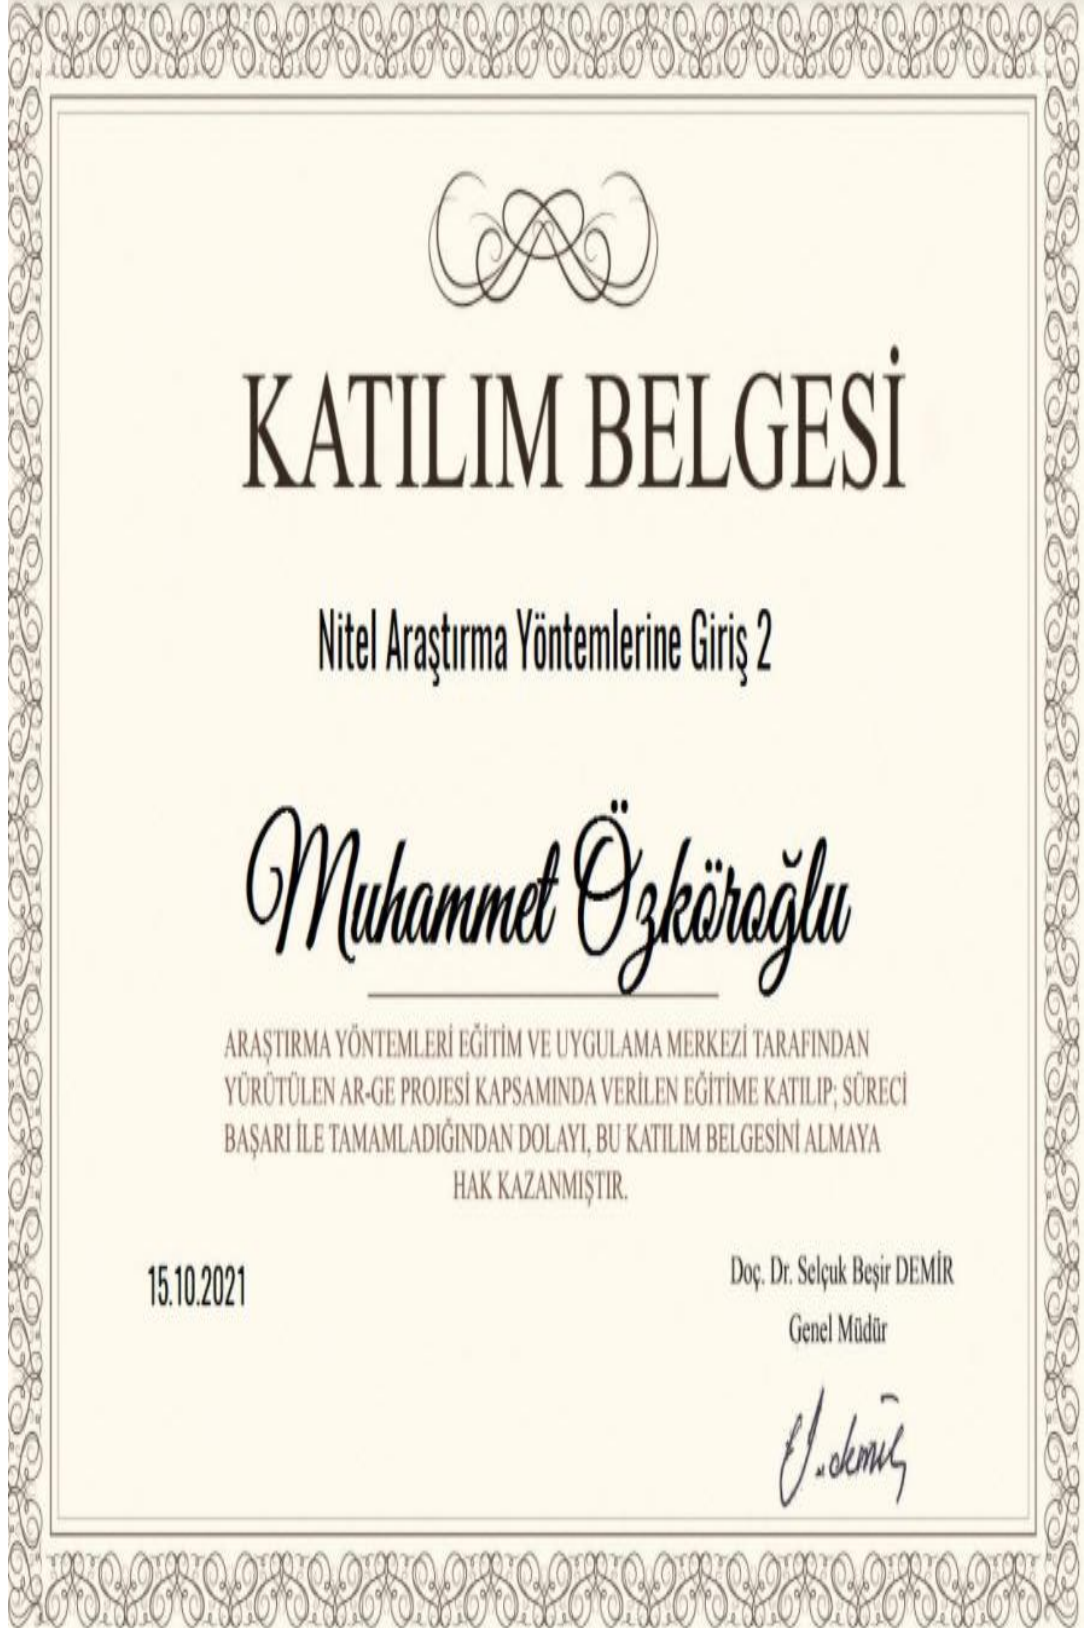 KATILIM BELGESİ
Nitel Araştırma Yöntemlerine Giriş 2
Muhammet Özköroğlu
ARAŞTIRMA YÖNTEMLERİ EĞİTİM VE UYGULAMA MERKEZİ TARAFINDAN
YÜRÜTÜLEN AR-GE PROJESİ KAPSAMINDA VERİLEN EĞİTİME KATILIP; SÜRECİ
BAŞARI İLE TAMAMLADIĞINDAN DOLAYI, BU KATILIM BELGESİNİ ALMAYA
HAK KAZANMIŞTIR.
15.10.2021
Doç. Dr. Selçuk Beşir DEMİR
Genel Müdür